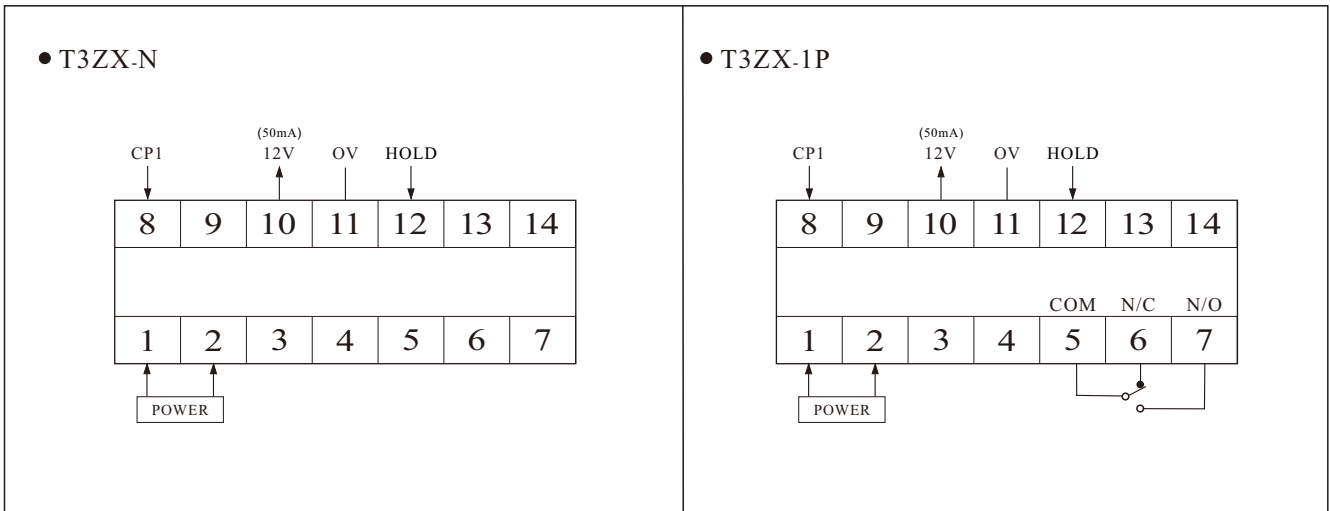 ● T3ZX-N
(50mA)
CP1 12V OV HOLD
8 9 10 11 12 13 14
1 2 3 4 5 6 7
POWER
● T3ZX-1P
(50mA)
CP1 12V OV HOLD
8 9 10 11 12 13 14
COM N/C N/O
1 2 3 4 5 6 7
POWER